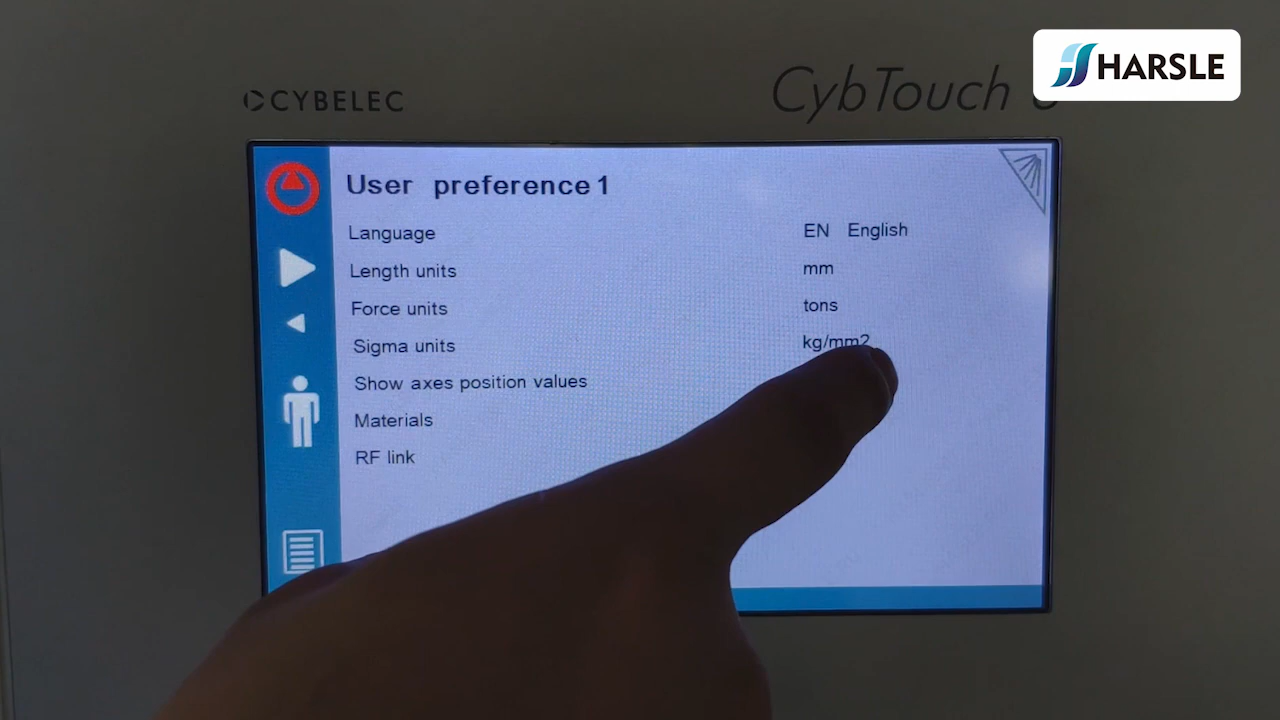 HARSLE
CYBELEC
CybTouch
User preference 1
Language EN English
Length units mm
Force units tons
Sigma units kg/mm2
Show axes position values
Materials
RF link